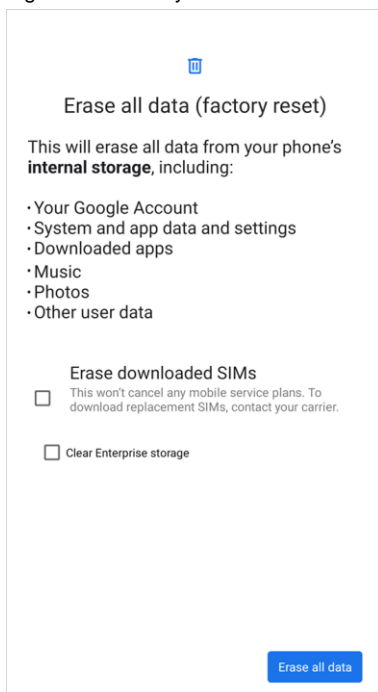 Erase all data (factory reset)
This will erase all data from your phone's
internal storage, including:
· Your Google Account
· System and app data and settings
· Downloaded apps
· Music
· Photos
· Other user data
Erase downloaded SIMs
This won't cancel any mobile service plans. To
download replacement SIMs, contact your carrier.
Clear Enterprise storage
Erase all data